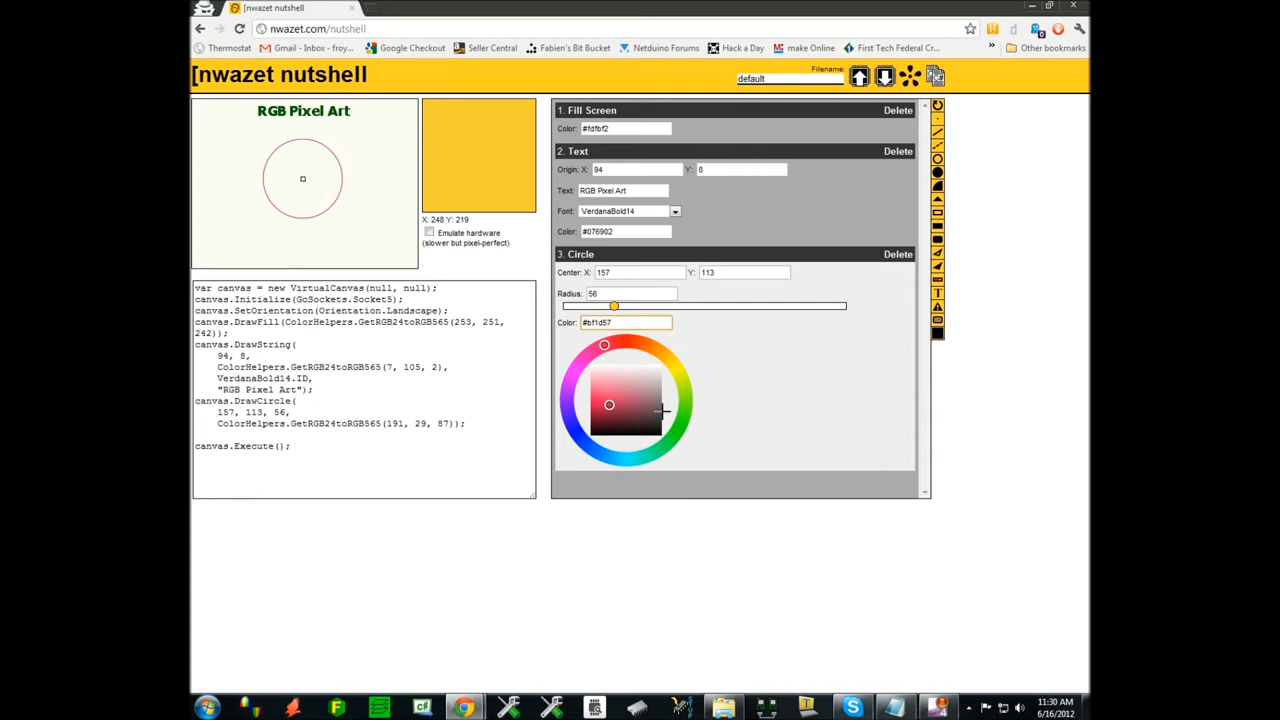 [nwazet nutshell
nwazet.com/nutshell
Thermostat
Gmail - Inbox - froy...
Google Checkout
Seller Central
Fabien's Bit Bucket
Netduino Forums
Hack a Day
make Online
First Tech Federal Cr...
»
Other bookmarks
[nwazet nutshell
Filename:
default
RGB Pixel Art
X: 248 Y: 219
Emulate hardware
(slower but pixel-perfect)
var canvas = new VirtualCanvas(null, null);
canvas.Initialize(GoSockets.Socket5);
canvas.SetOrientation(Orientation.Landscape);
canvas.DrawFill(ColorHelpers.GetRGB24toRGB565(253, 251,
242));
canvas.DrawString(
94, 8,
ColorHelpers.GetRGB24toRGB565(7, 105, 2),
VerdanaBold14.ID,
"RGB Pixel Art");
canvas.DrawCircle(
157, 113, 56,
ColorHelpers.GetRGB24toRGB565(191, 29, 87));
canvas.Execute();
1. Fill Screen Delete
Color: #fdfbf2
2. Text Delete
Origin: X: 94 Y: 8
Text: RGB Pixel Art
Font: VerdanaBold14
Color: #076902
3. Circle Delete
Center: X: 157 Y: 113
Radius: 56
Color: #bf1d57
T
11:30 AM
6/16/2012